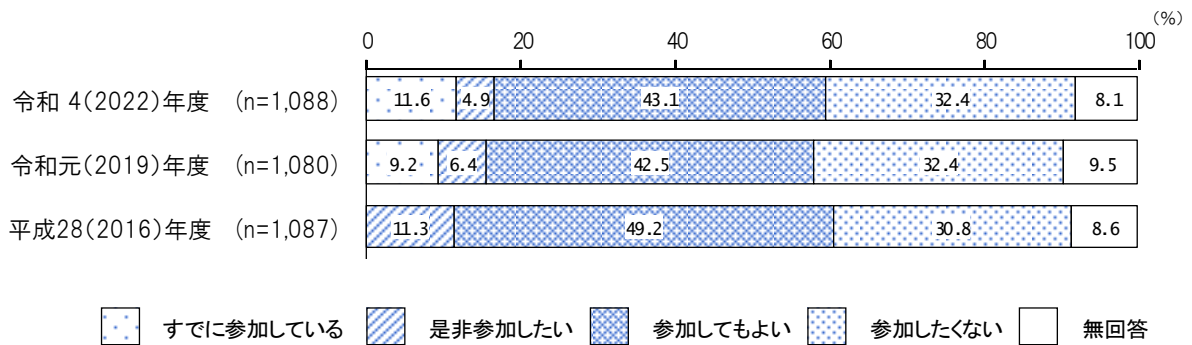 (%)
0 20 40 60 80 100
令和 4(2022)年度 (n=1,088) 11.6 4.9 43.1 32.4 8.1
令和元(2019)年度 (n=1,080) 9.2 6.4 42.5 32.4 9.5
平成28(2016)年度 (n=1,087) 11.3 49.2 30.8 8.6
すでに参加している 是非参加したい 参加してもよい 参加したくない 無回答